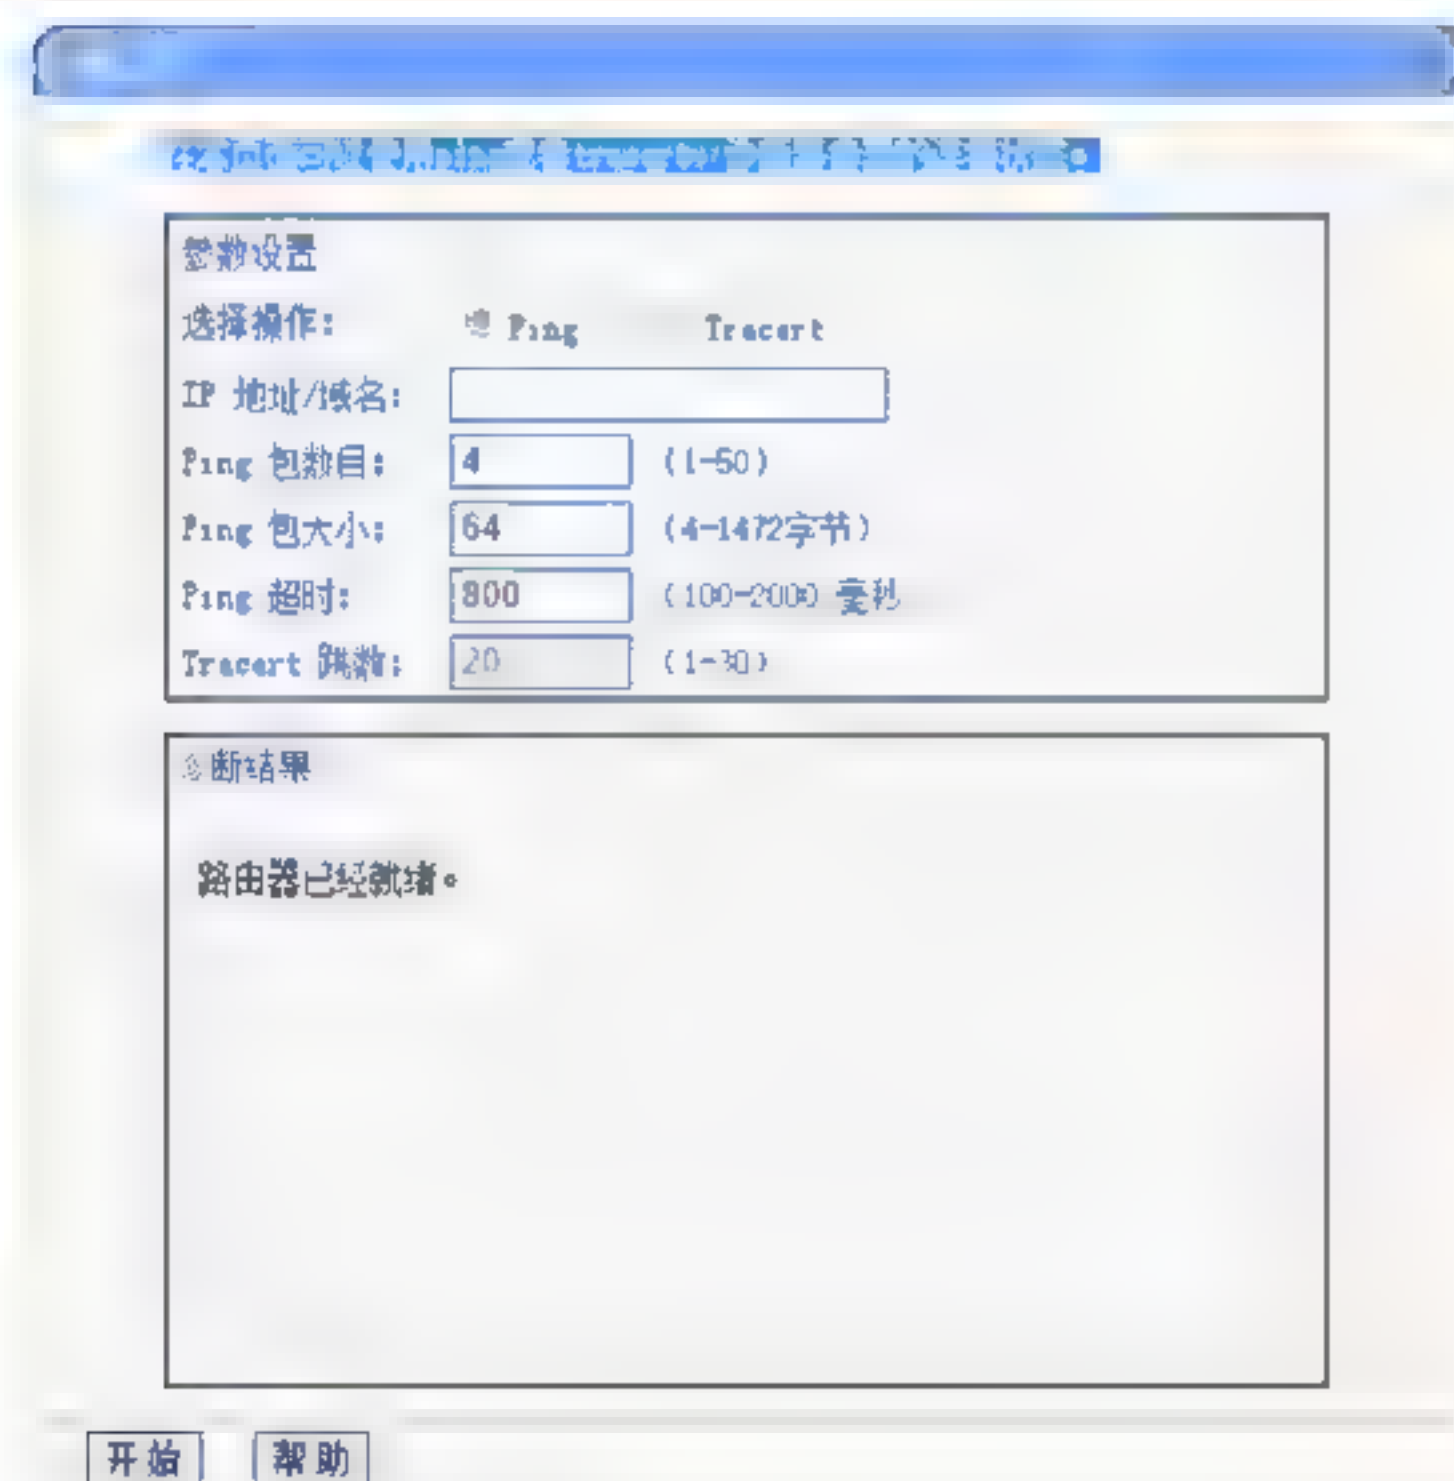 参数设置
选择操作： Ping Tracert
IP 地址/域名：
Ping 包数目： 4 (1-50)
Ping 包大小： 64 (4-1472字节)
Ping 超时： 800 (100-2000 毫秒
Tracert 跳数： 20 (1-30)
断结果
路由器已经就绪。
开始 帮助